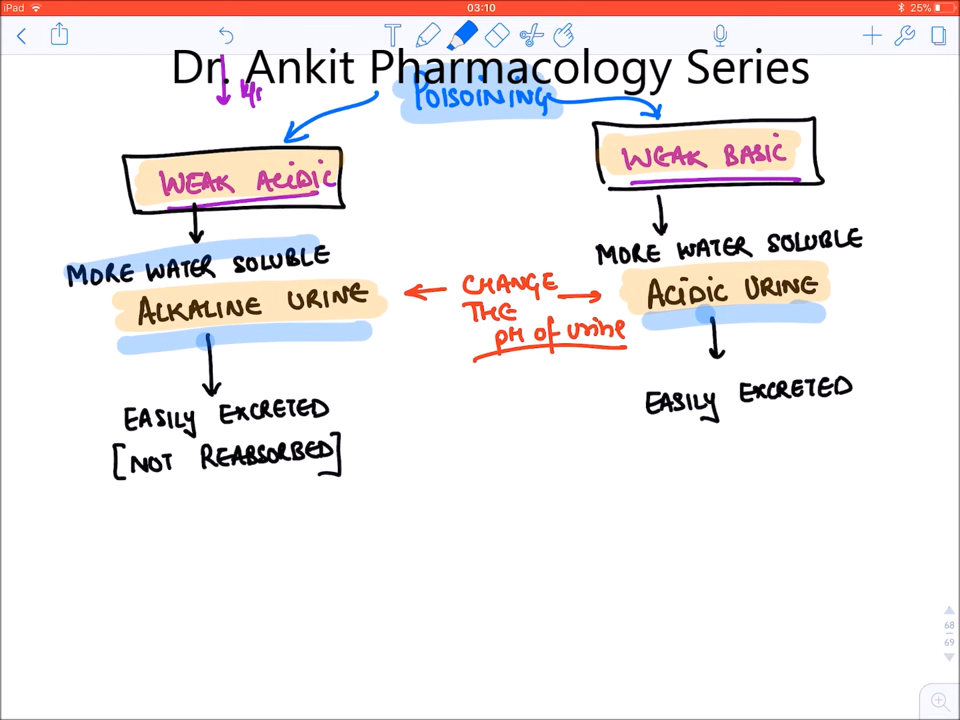 iPad
03:10
25%
T
Dr. Ankit Pharmacology Series
POISOINING
WEAK ACIDIC
WEAK BASIC
MORE WATER SOLUBLE
MORE WATER SOLUBLE
ALKALINE URINE
CHANGE
THE
pH of urine
ACIDIC URINE
EASILY EXCRETED
[NOT REABSORBED]
EASILY EXCRETED
68
69